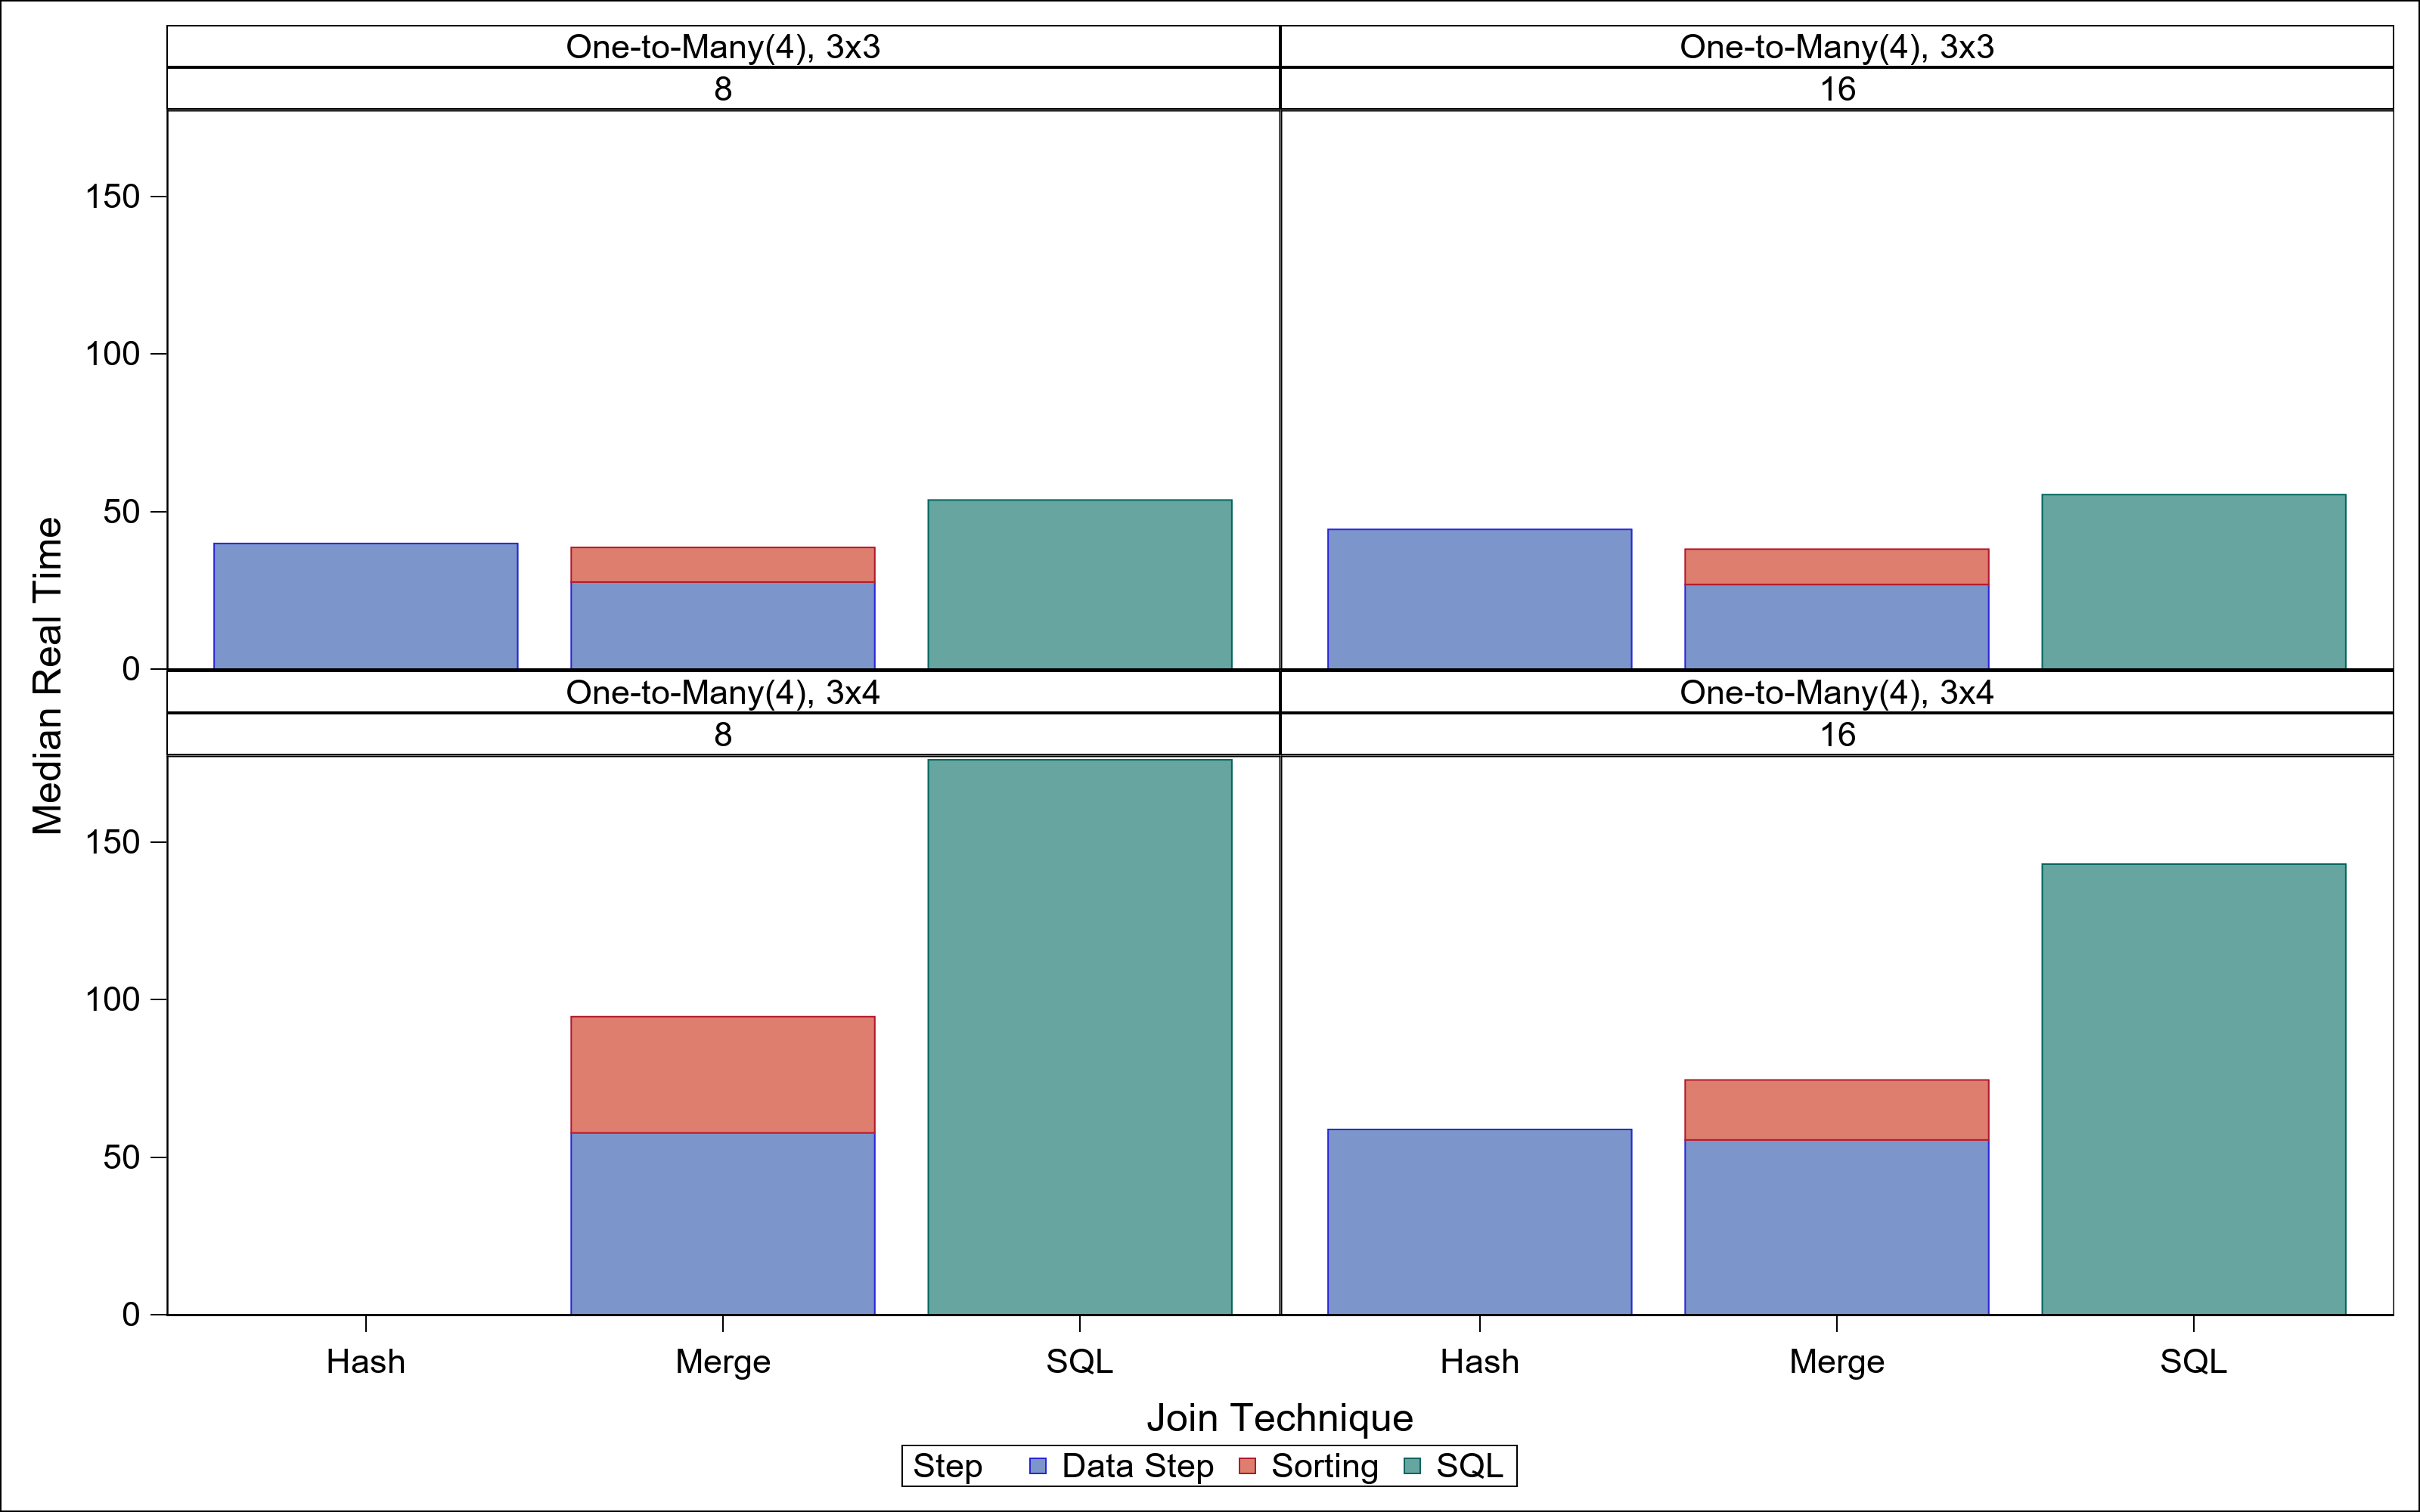 One-to-Many(4), 3x3
8
One-to-Many(4), 3x3
16
150
100
50
0
Median Real Time
One-to-Many(4), 3x4
8
One-to-Many(4), 3x4
16
150
100
50
0
Hash Merge SQL Hash Merge SQL
Join Technique
Step Data Step Sorting SQL